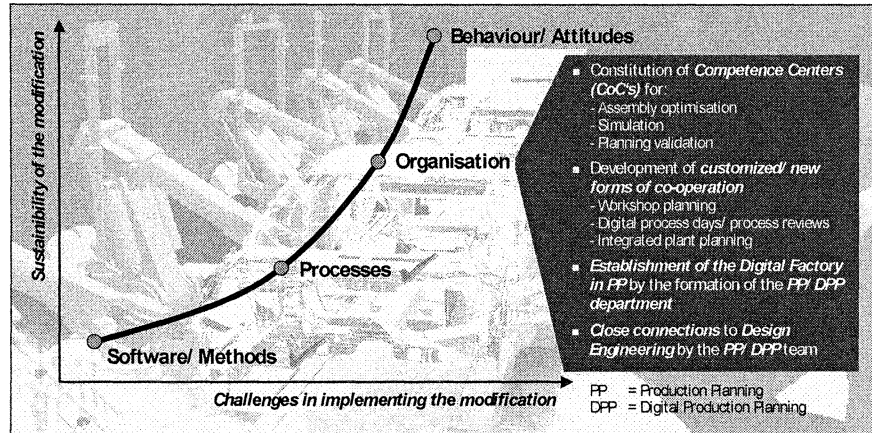 Sustainibility of the modification
Behaviour/ Attitudes
Organisation
Processes
Software/ Methods
Challenges in implementing the modification
▪ Constitution of Competence Centers
(CoC's) for:
- Assembly optimisation
- Simulation
- Planning validation
▪ Development of customized/ new
forms of co-operation
- Workshop planning
- Digital process days/ process reviews
- Integrated plant planning
▪ Establishment of the Digital Factory
in PP by the formation of the PP/ DPP
department
▪ Close connections to Design
Engineering by the PP/ DPP team
PP = Production Planning
DPP = Digital Production Planning